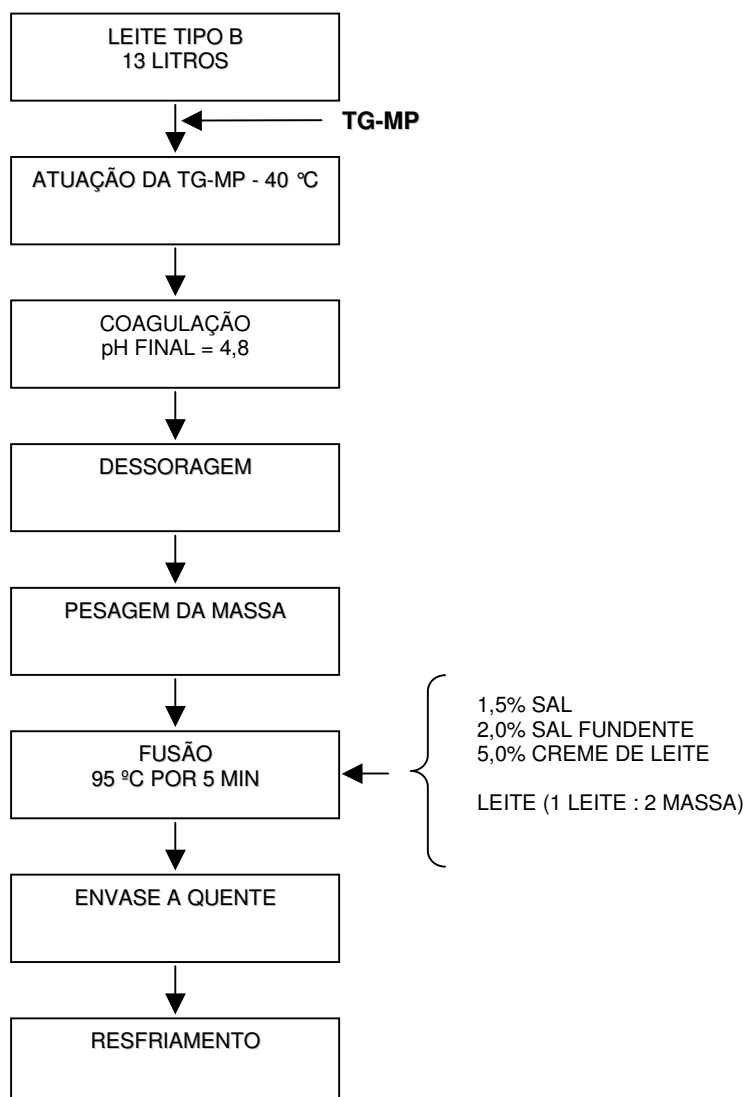 LEITE TIPO B
13 LITROS
TG-MP
ATUAÇÃO DA TG-MP - 40 °C
COAGULAÇÃO
pH FINAL = 4,8
DESSORAGEM
PESAGEM DA MASSA
FUSÃO
95 ºC POR 5 MIN
1,5% SAL
2,0% SAL FUNDENTE
5,0% CREME DE LEITE
LEITE (1 LEITE : 2 MASSA)
ENVASE A QUENTE
RESFRIAMENTO